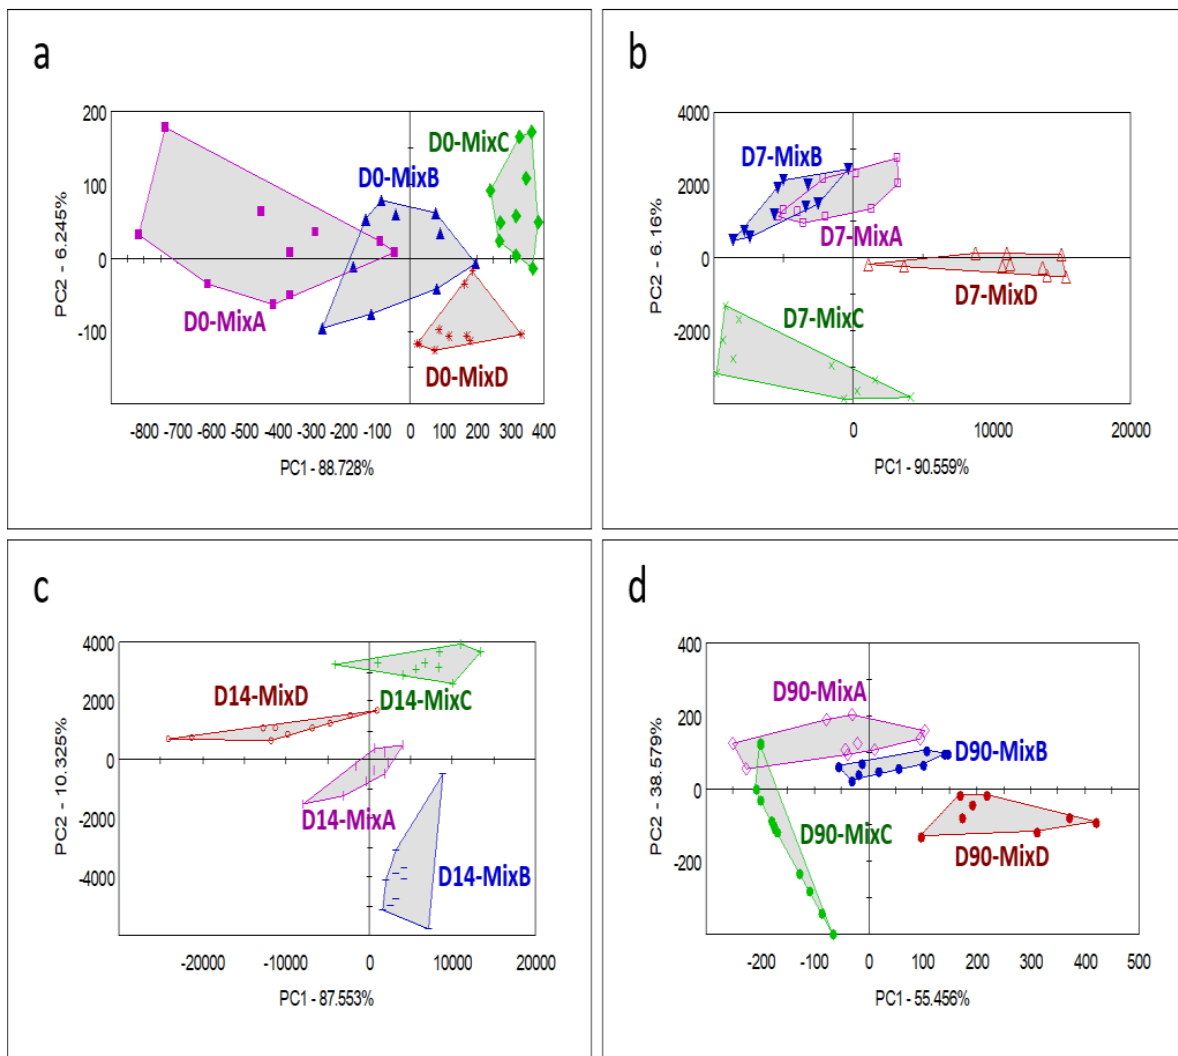 a
b
200
100
0
-100
PC2 - 6.245%
D0-MixC
D0-MixB
D0-MixA
D0-MixD
-800 -700 -600 -500 -400 -300 -200 -100 0 100 200 300 400
PC1 - 88.728%
4000
2000
0
-2000
PC2 - 6.16%
D7-MixB
D7-MixA
D7-MixD
D7-MixC
0 10000 20000
PC1 - 90.559%
c
d
4000
2000
0
-2000
-4000
PC2 - 10.325%
D14-MixD
D14-MixC
D14-MixA
D14-MixB
-20000 -10000 0 10000 20000
PC1 - 87.553%
400
200
0
-200
PC2 - 38.579%
D90-MixA
D90-MixB
D90-MixC
D90-MixD
-200 -100 0 100 200 300 400 500
PC1 - 55.456%